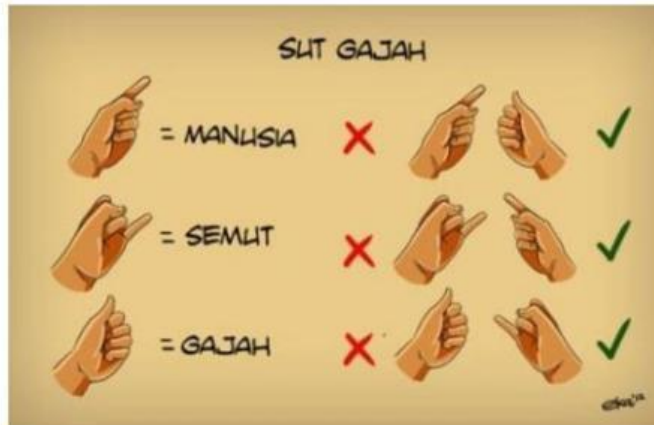 SUT GAJAH
= MANUSIA
= SEMUT
= GAJAH